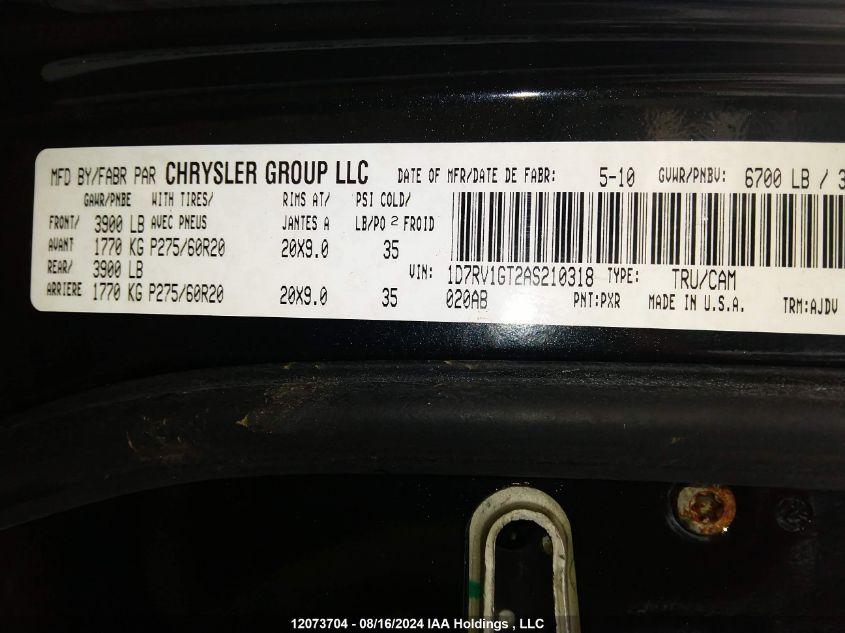 MFD BY/FABR PAR CHRYSLER GROUP LLC DATE OF MFR/DATE DE FABR: 5-10 GVWR/PNBV: 6700 LB / 3
GAWR/PNBE WITH TIRES/ RIMS AT/ PSI COLD/
FRONT/ 3900 LB AVEC PNEUS JANTES A LB/PO 2 FROID
AVANT 1770 KG P275/60R20 20X9.0 35
REAR/ 3900 LB VIN: 1D7RV1GT2AS210318 TYPE: TRU/CAM
ARRIERE 1770 KG P275/60R20 20X9.0 35 020AB PNT:PXR MADE IN U.S.A. TRM:AJDV
12073704 - 08/16/2024 IAA Holdings , LLC